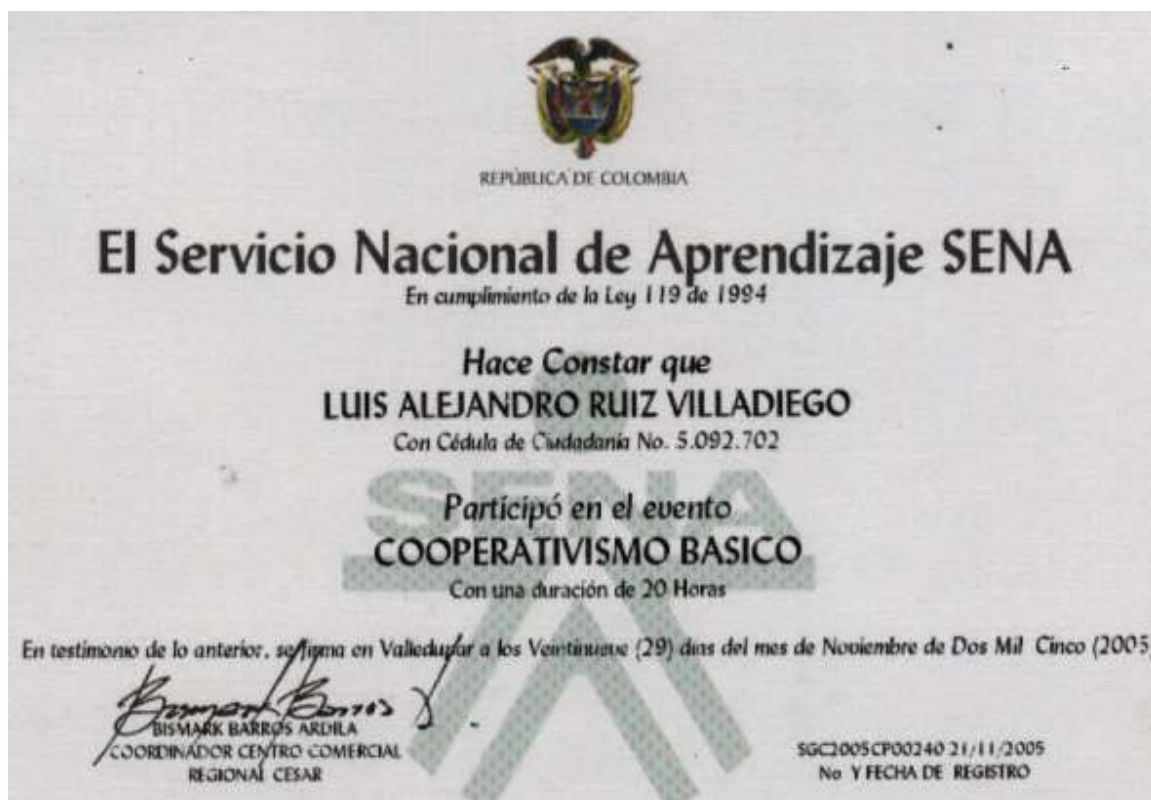 REPÚBLICA DE COLOMBIA
El Servicio Nacional de Aprendizaje SENA
En cumplimiento de la Ley 119 de 1994
Hace Constar que
LUIS ALEJANDRO RUIZ VILLADIEGO
Con Cédula de Ciudadanía No. 5.092.702
SENA
Participó en el evento
COOPERATIVISMO BASICO
Con una duración de 20 Horas
En testimonio de lo anterior, se firma en Valledupar a los Veintinueve (29) días del mes de Noviembre de Dos Mil Cinco (2005)
Bismark Barros
BISMARK BARROS ARDILA
COORDINADOR CENTRO COMERCIAL
REGIONAL CESAR
SGC2005CP00240 21/11/2005
No Y FECHA DE REGISTRO